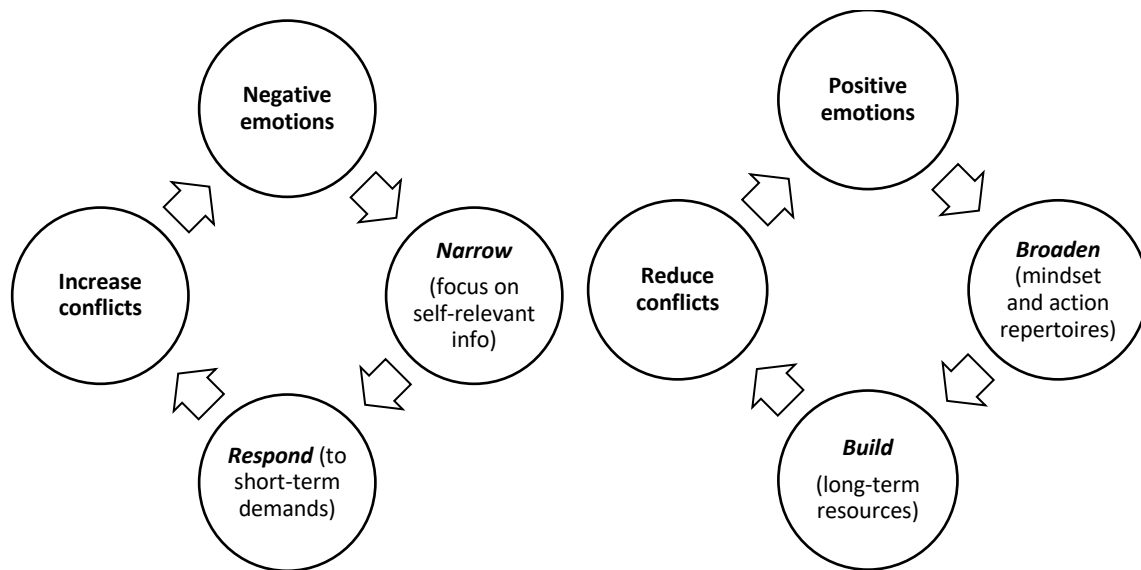 Negative
emotions
Narrow
(focus on
self-relevant
info)
Respond (to
short-term
demands)
Increase
conflicts
Positive
emotions
Broaden
(mindset
and action
repertoires)
Build
(long-term
resources)
Reduce
conflicts